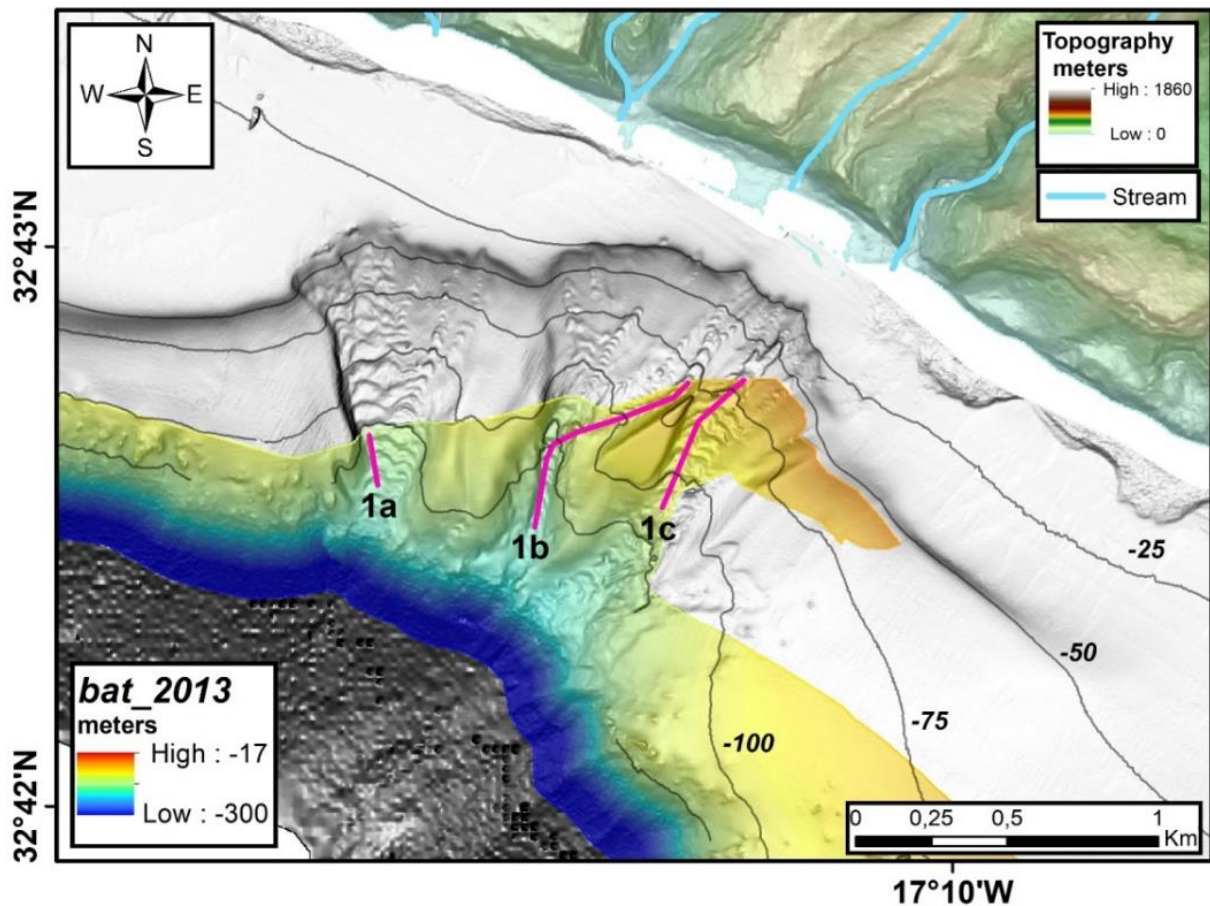 N
W E
S
Topography
meters
High : 1860
Low : 0
Stream
32°43'N
1a
1b
1c
-25
-50
-75
-100
bat_2013
meters
High : -17
Low : -300
32°42'N
0 0,25 0,5 1
Km
17°10'W